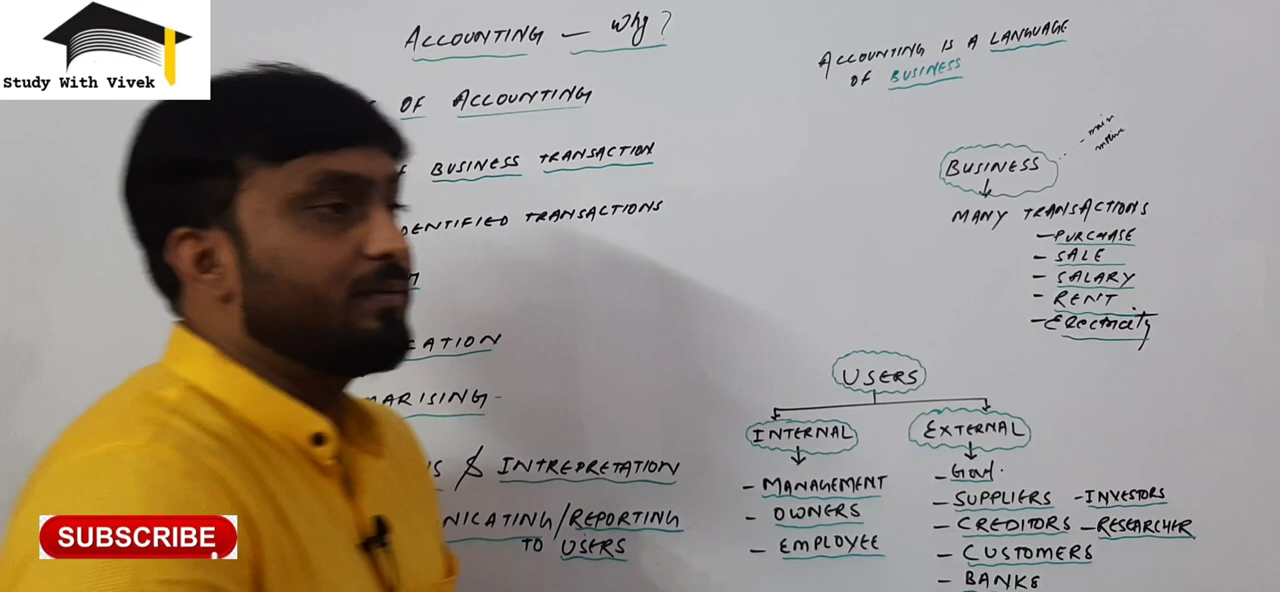 Study With Vivek
ACCOUNTING – Why?
OF ACCOUNTING
BUSINESS TRANSACTION
DENTIFIED TRANSACTIONS
CATION
ARISING-
& INTREPRETATION
NICATING/REPORTING
TO USERS
ACCOUNTING IS A LANGUAGE
OF BUSINESS
BUSINESS
MANY TRANSACTIONS
- PURCHASE
- SALE
- SALARY
- RENT
- Electricity
USERS
INTERNAL
- MANAGEMENT
- OWNERS
- EMPLOYEE
EXTERNAL
- Govt.
- SUPPLIERS - INVESTORS
- CREDITORS - RESEARCHER
- CUSTOMERS
- BANKS
SUBSCRIBE